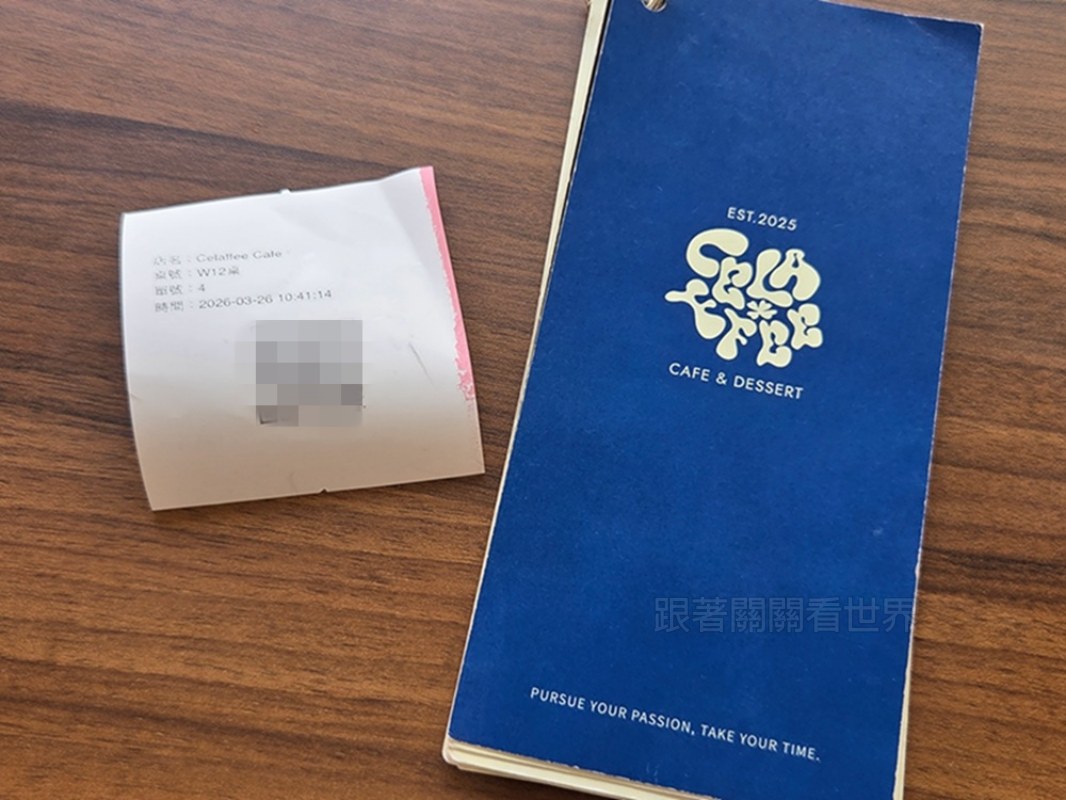 店名：Celaffee Cafe
桌號：W12桌
單號：4
時間：2026-03-26 10:41:14
EST.2025
CELA
FFEE
CAFE & DESSERT
跟著關關看世界
PURSUE YOUR PASSION, TAKE YOUR TIME.